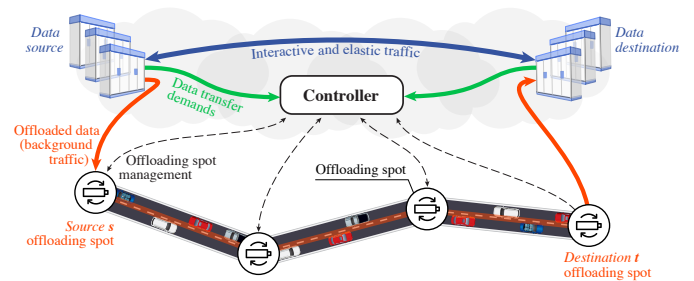 Data
source
Data
destination
Interactive and elastic traffic
Data transfer
demands
Controller
Offloaded data
(background
traffic)
Offloading spot
management
Offloading spot
Source s
offloading spot
Destination t
offloading spot